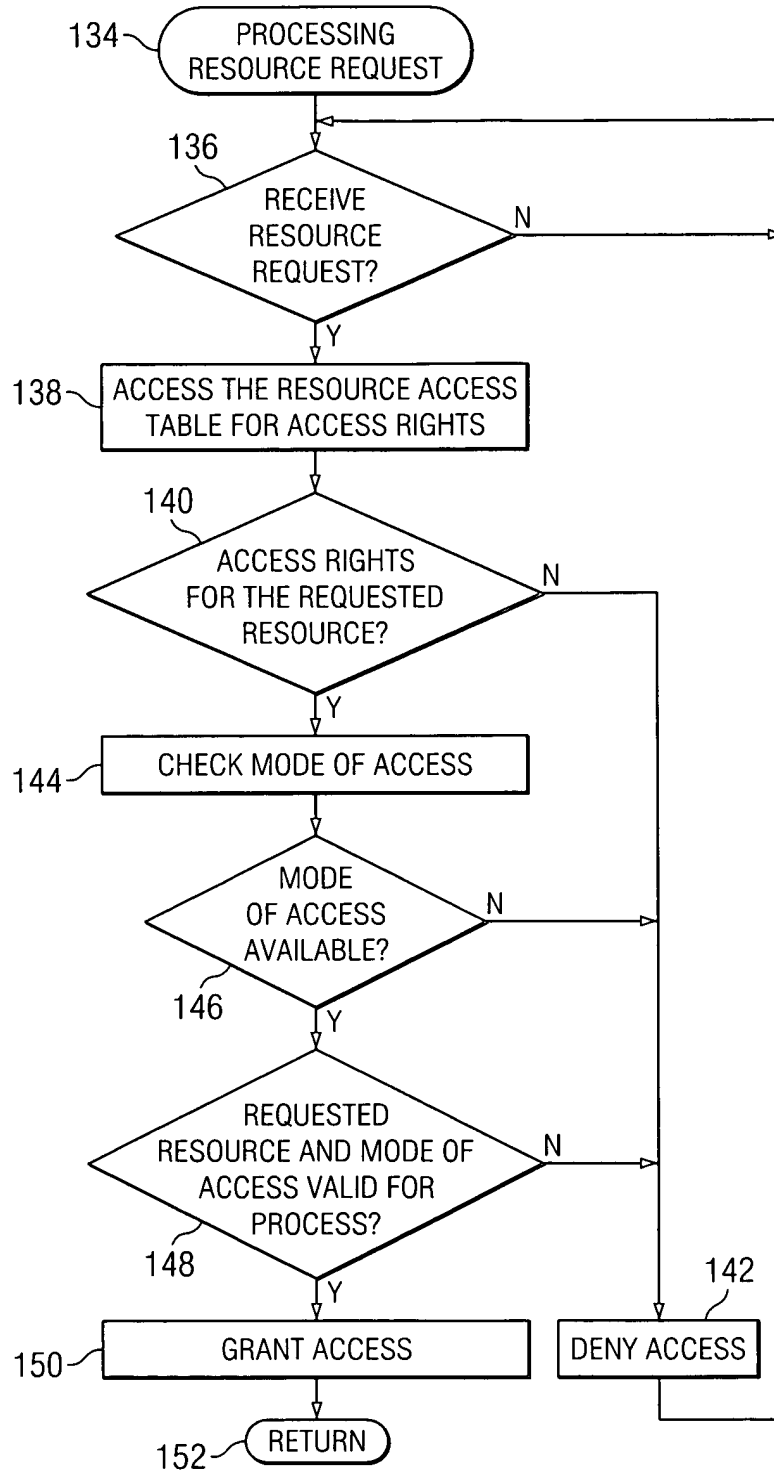 134
PROCESSING
RESOURCE REQUEST
136
RECEIVE
RESOURCE
REQUEST?
N
Y
138
ACCESS THE RESOURCE ACCESS
TABLE FOR ACCESS RIGHTS
140
ACCESS RIGHTS
FOR THE REQUESTED
RESOURCE?
N
Y
144
CHECK MODE OF ACCESS
MODE
OF ACCESS
AVAILABLE?
N
146
Y
REQUESTED
RESOURCE AND MODE OF
ACCESS VALID FOR
PROCESS?
N
148
Y
142
150
GRANT ACCESS
DENY ACCESS
152
RETURN